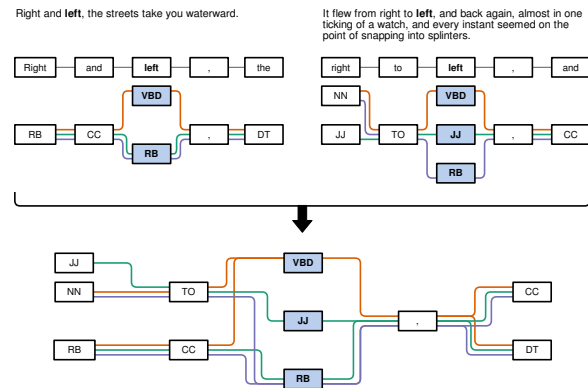 Right and left, the streets take you waterward.
It flew from right to left, and back again, almost in one
ticking of a watch, and every instant seemed on the
point of snapping into splinters.
Right and left , the
right to left , and
VBD
RB CC , DT
RB
NN VBD
JJ TO JJ , CC
RB
JJ VBD
NN TO CC
JJ ,
RB CC DT
RB